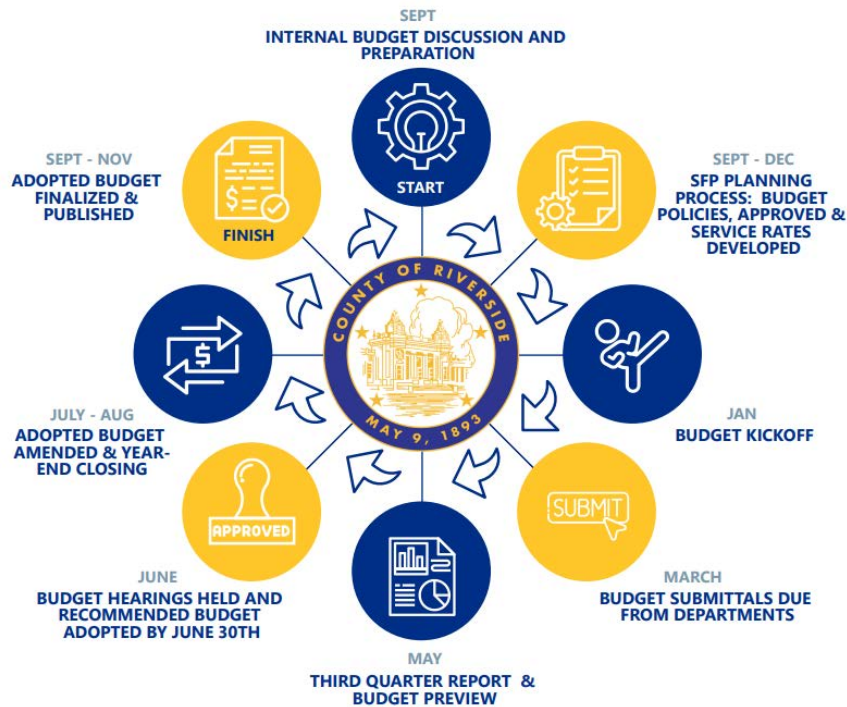 SEPT
INTERNAL BUDGET DISCUSSION AND
PREPARATION
START
SEPT - DEC
SFP PLANNING
PROCESS: BUDGET
POLICIES, APPROVED &
SERVICE RATES
DEVELOPED
JAN
BUDGET KICKOFF
SUBMIT
MARCH
BUDGET SUBMITTALS DUE
FROM DEPARTMENTS
MAY
THIRD QUARTER REPORT &
BUDGET PREVIEW
APPROVED
JUNE
BUDGET HEARINGS HELD AND
RECOMMENDED BUDGET
ADOPTED BY JUNE 30TH
$
JULY - AUG
ADOPTED BUDGET
AMENDED & YEAR-
END CLOSING
SEPT - NOV
ADOPTED BUDGET
FINALIZED &
PUBLISHED
$
FINISH
COUNTY OF RIVERSIDE
MAY 9, 1893